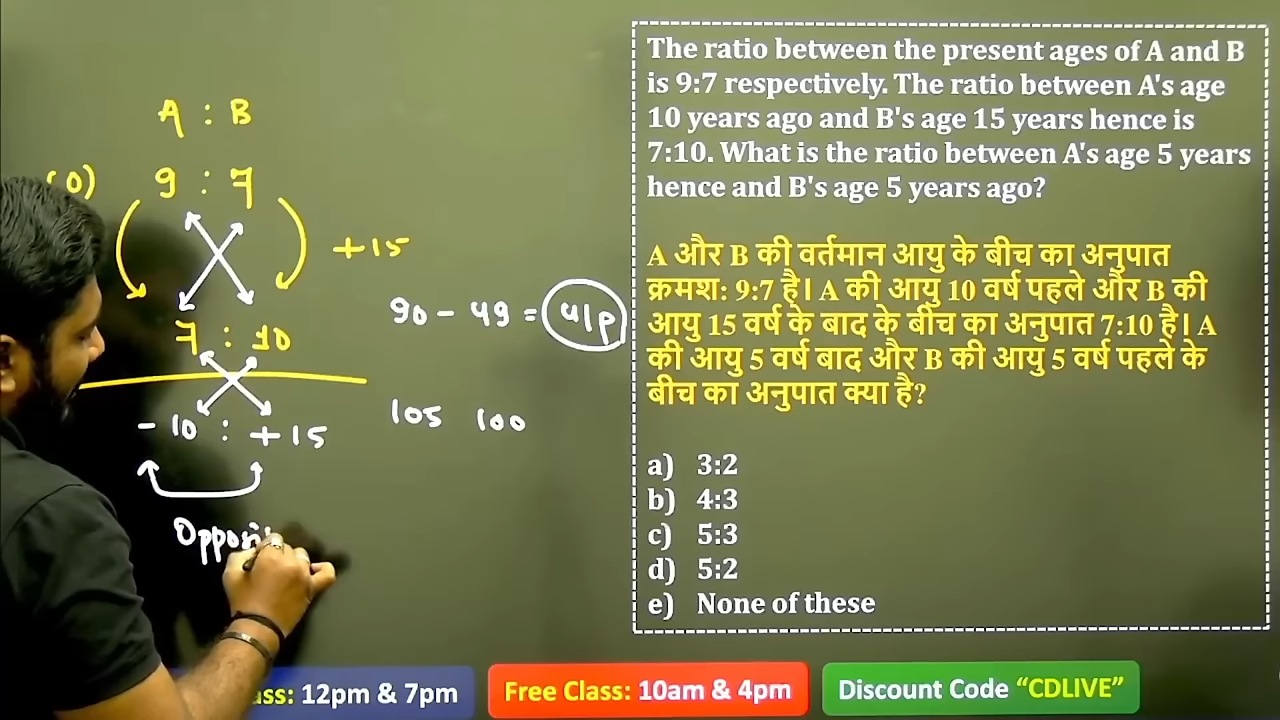 A : B
9 : 7
+15
7 : 10
90 - 49 = 41p
- 10 : + 15
105 100
The ratio between the present ages of A and B
is 9:7 respectively. The ratio between A's age
10 years ago and B's age 15 years hence is
7:10. What is the ratio between A's age 5 years
hence and B's age 5 years ago?
A और B की वर्तमान आयु के बीच का अनुपात
क्रमश: 9:7 है। A की आयु 10 वर्ष पहले और B की
आयु 15 वर्ष के बाद के बीच का अनुपात 7:10 है। A
की आयु 5 वर्ष बाद और B की आयु 5 वर्ष पहले के
बीच का अनुपात क्या है?
a) 3:2
b) 4:3
c) 5:3
d) 5:2
e) None of these
12pm & 7pm
Free Class: 10am & 4pm
Discount Code “CDLIVE”